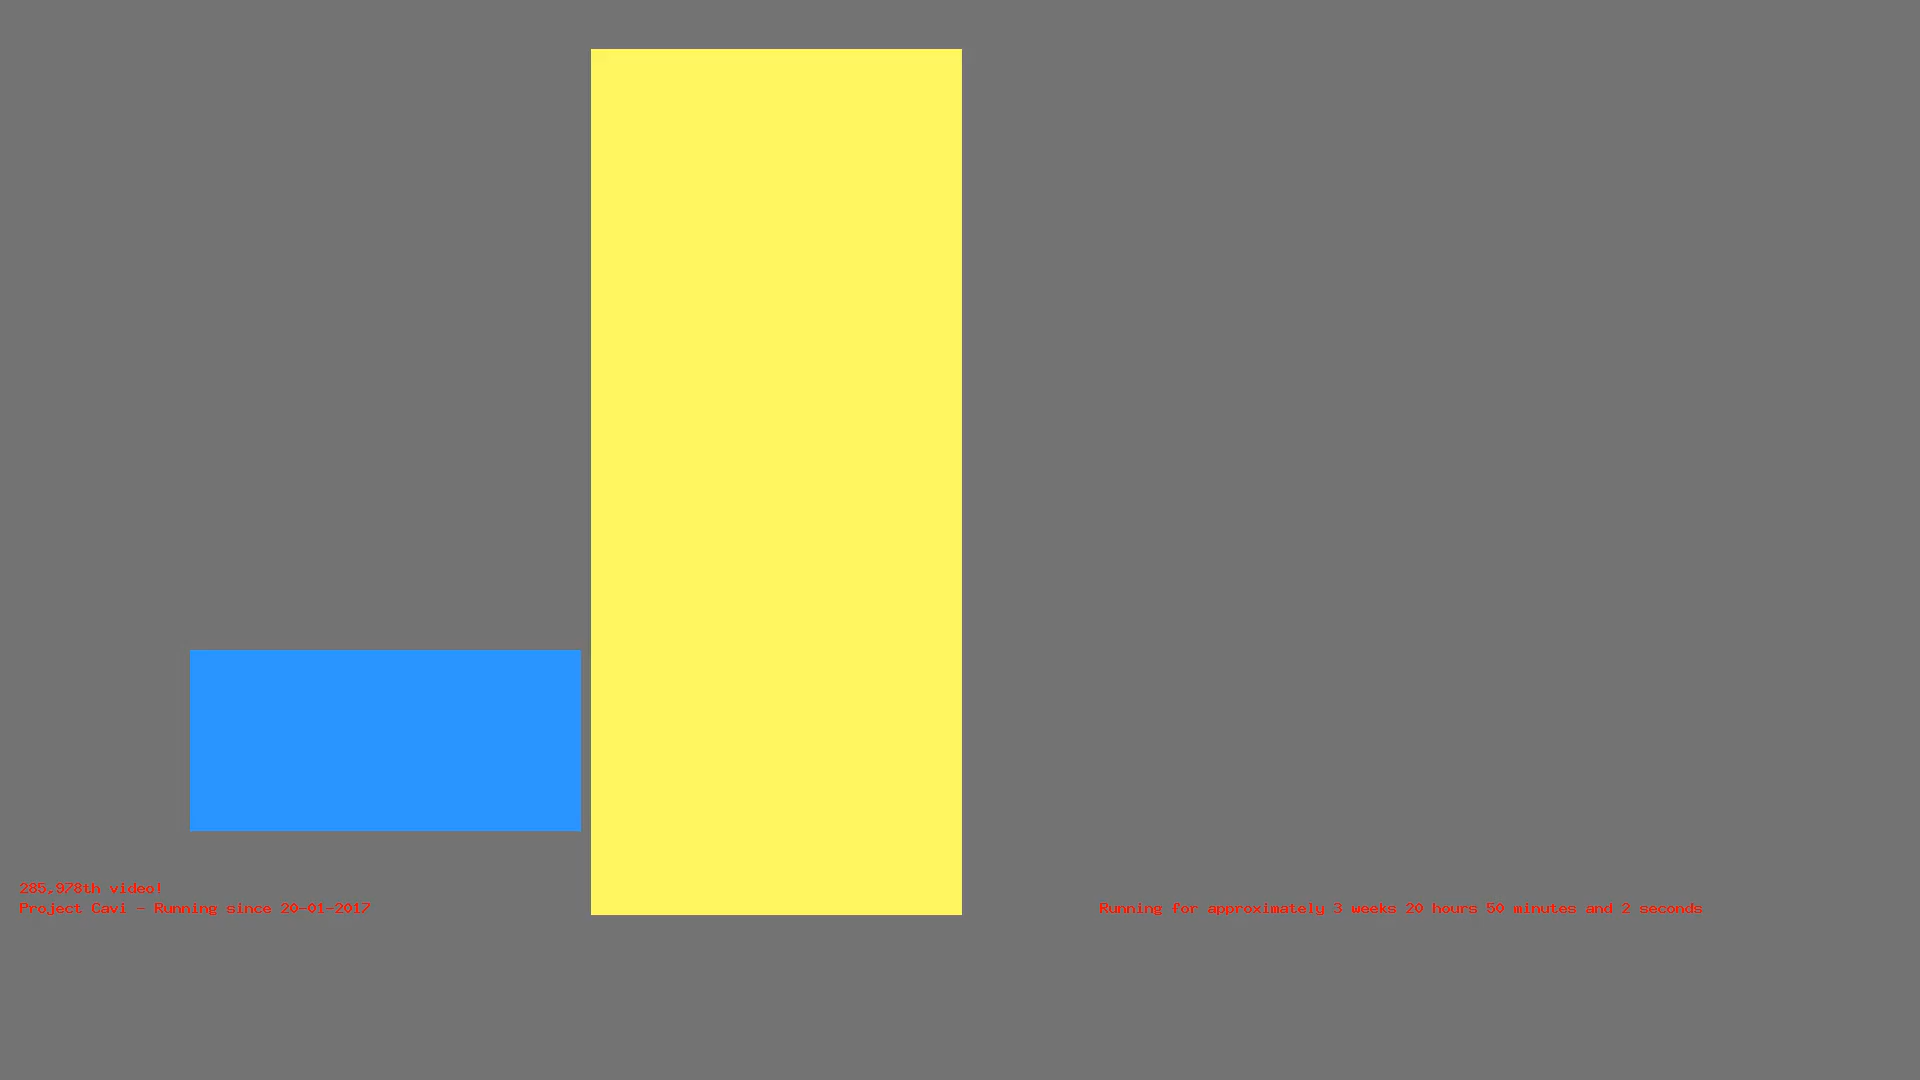 285,978th video!
Project Cavi - Running since 20-01-2017
Running for approximately 3 weeks 20 hours 50 minutes and 2 seconds